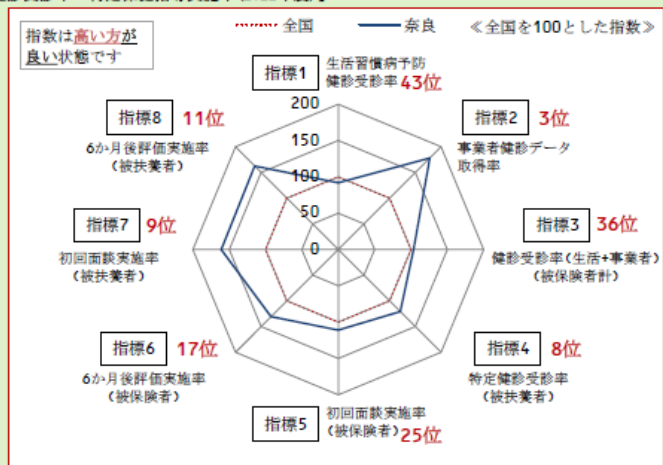 指数は高い方が
良い状態です
全国
奈良
≪全国を100とした指数≫
指標1
生活習慣病予防
健診受診率 43位
指標2 3位
事業者健診データ
取得率
指標3 36位
健診受診率(生活+事業者)
(被保険者計)
指標4 8位
特定健診受診率
(被扶養者)
指標5
初回面談実施率
(被保険者) 25位
指標6 17位
6か月後評価実施率
(被保険者)
指標7 9位
初回面談実施率
(被扶養者)
指標8 11位
6か月後評価実施率
(被扶養者)
200
150
100
50
0